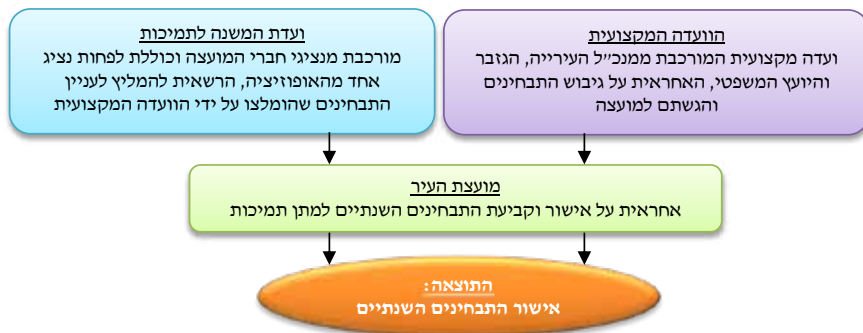 הוועדה המקצועית
ועדה מקצועית המורכבת ממנכ״ל העירייה, הגזבר
והיועץ המשפטי, האחראית על גיבוש התבחינים
והגשתם למועצה
ועדת המשנה לתמיכות
מורכבת מנציגי חברי המועצה וכוללת לפחות נציג
אחד מהאופוזיציה, הרשאית להמליץ לעניין
התבחינים שהומלצו על ידי הוועדה המקצועית
מועצת העיר
אחראית על אישור וקביעת התבחינים השנתיים למתן תמיכות
התוצאה:
אישור התבחינים השנתיים